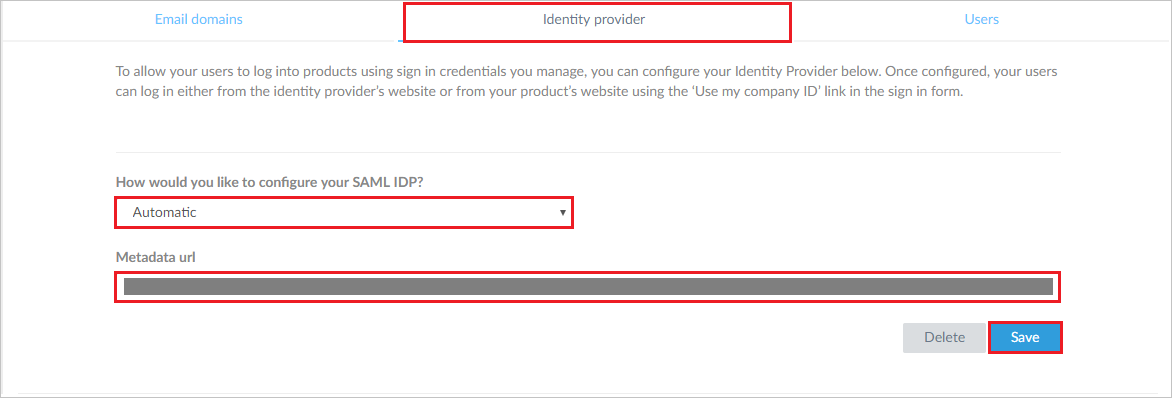 Email domains
Identity provider
Users
To allow your users to log into products using sign in credentials you manage, you can configure your Identity Provider below. Once configured, your users
can log in either from the identity provider's website or from your product's website using the ‘Use my company ID’ link in the sign in form.
How would you like to configure your SAML IDP?
Automatic
Metadata url
Delete
Save